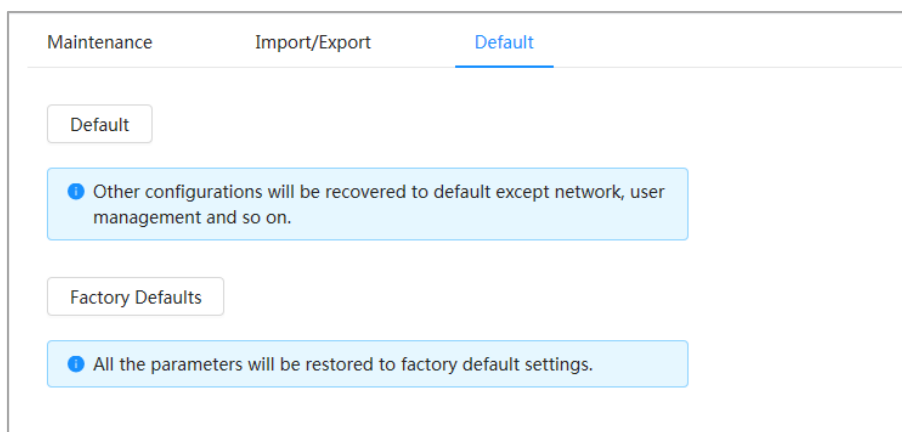 Maintenance Import/Export Default
Default
Other configurations will be recovered to default except network, user
management and so on.
Factory Defaults
All the parameters will be restored to factory default settings.